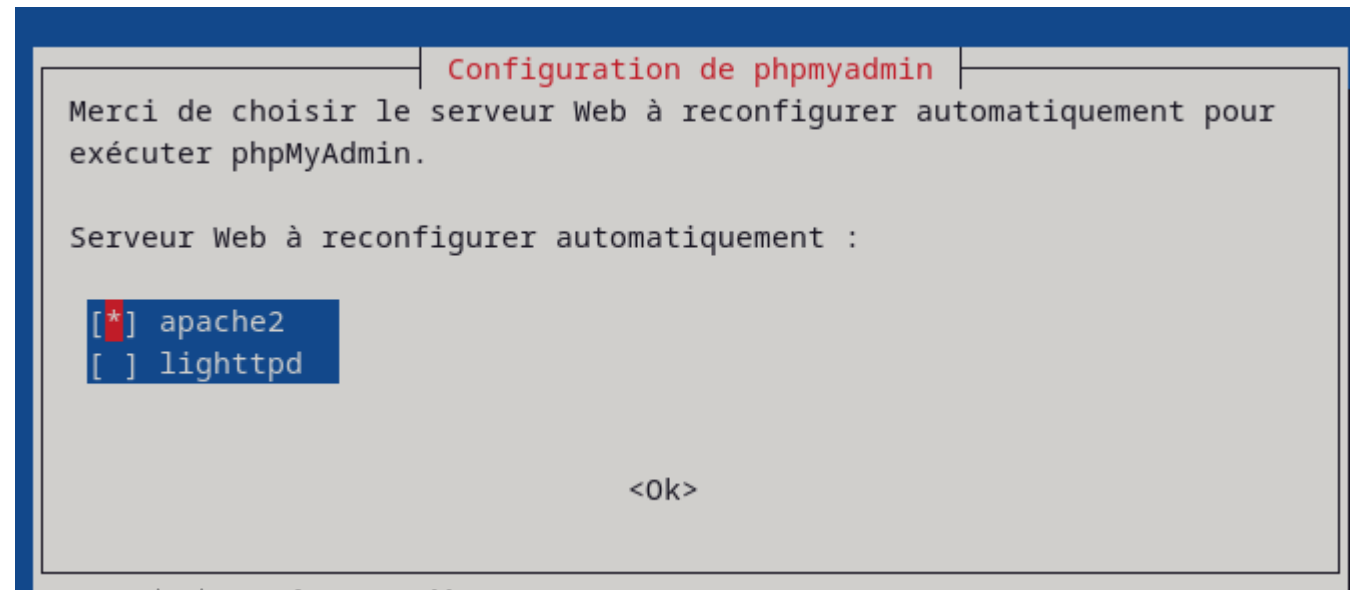 Configuration de phpmyadmin
Merci de choisir le serveur Web à reconfigurer automatiquement pour
exécuter phpMyAdmin.
Serveur Web à reconfigurer automatiquement :
[*] apache2
[ ] lighttpd
<Ok>